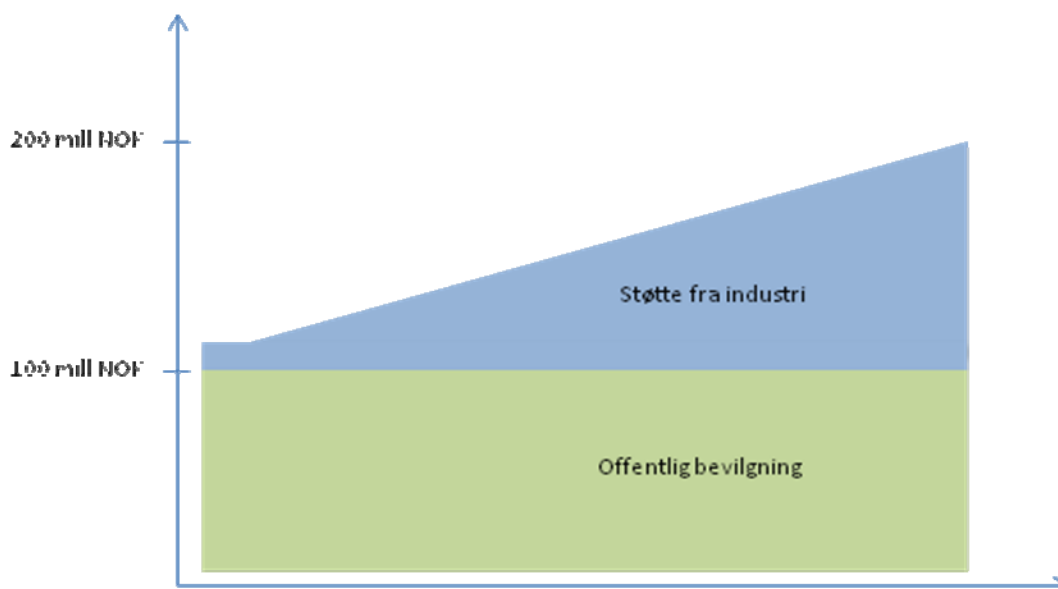 200 mill NOK
Støtte fra industri
100 mill NOK
Offentlig bevilgning